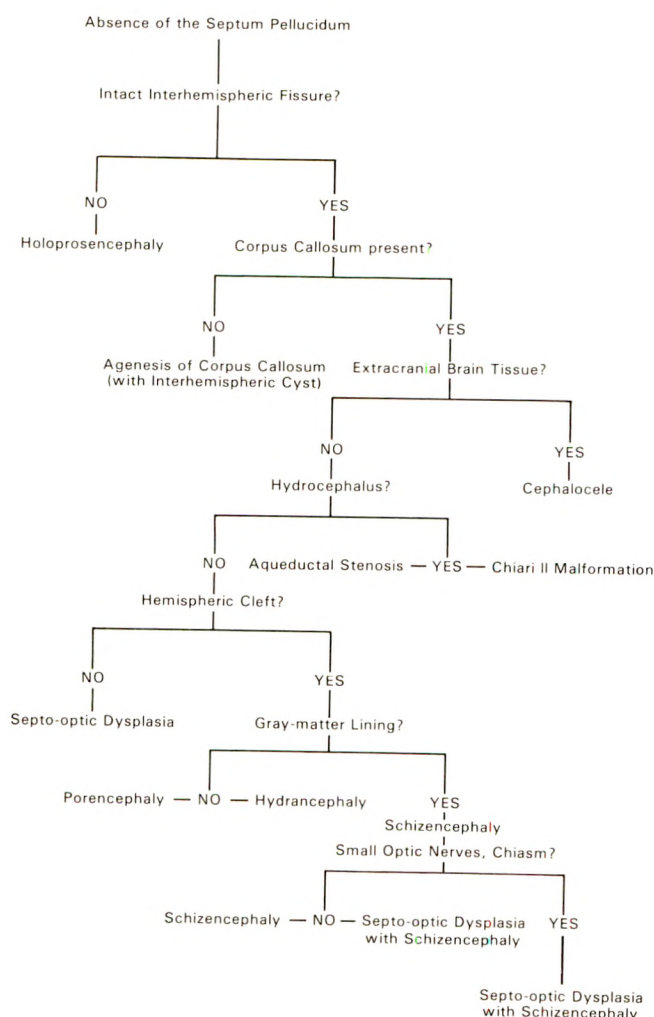 Absence of the Septum Pellucidum
Intact Interhemispheric Fissure?
NO
YES
Holoprosencephaly
Corpus Callosum present?
NO
YES
Agenesis of Corpus Callosum
(with Interhemispheric Cyst)
Extracranial Brain Tissue?
NO
YES
Hydrocephalus?
Cephalocele
NO
Aqueductal Stenosis — YES — Chiari II Malformation
Hemispheric Cleft?
NO
YES
Septo-optic Dysplasia
Gray-matter Lining?
Porencephaly — NO — Hydrancephaly
YES
Schizencephaly
Small Optic Nerves, Chiasm?
Schizencephaly — NO — Septo-optic Dysplasia
with Schizencephaly
YES
Septo-optic Dysplasia
with Schizencephaly